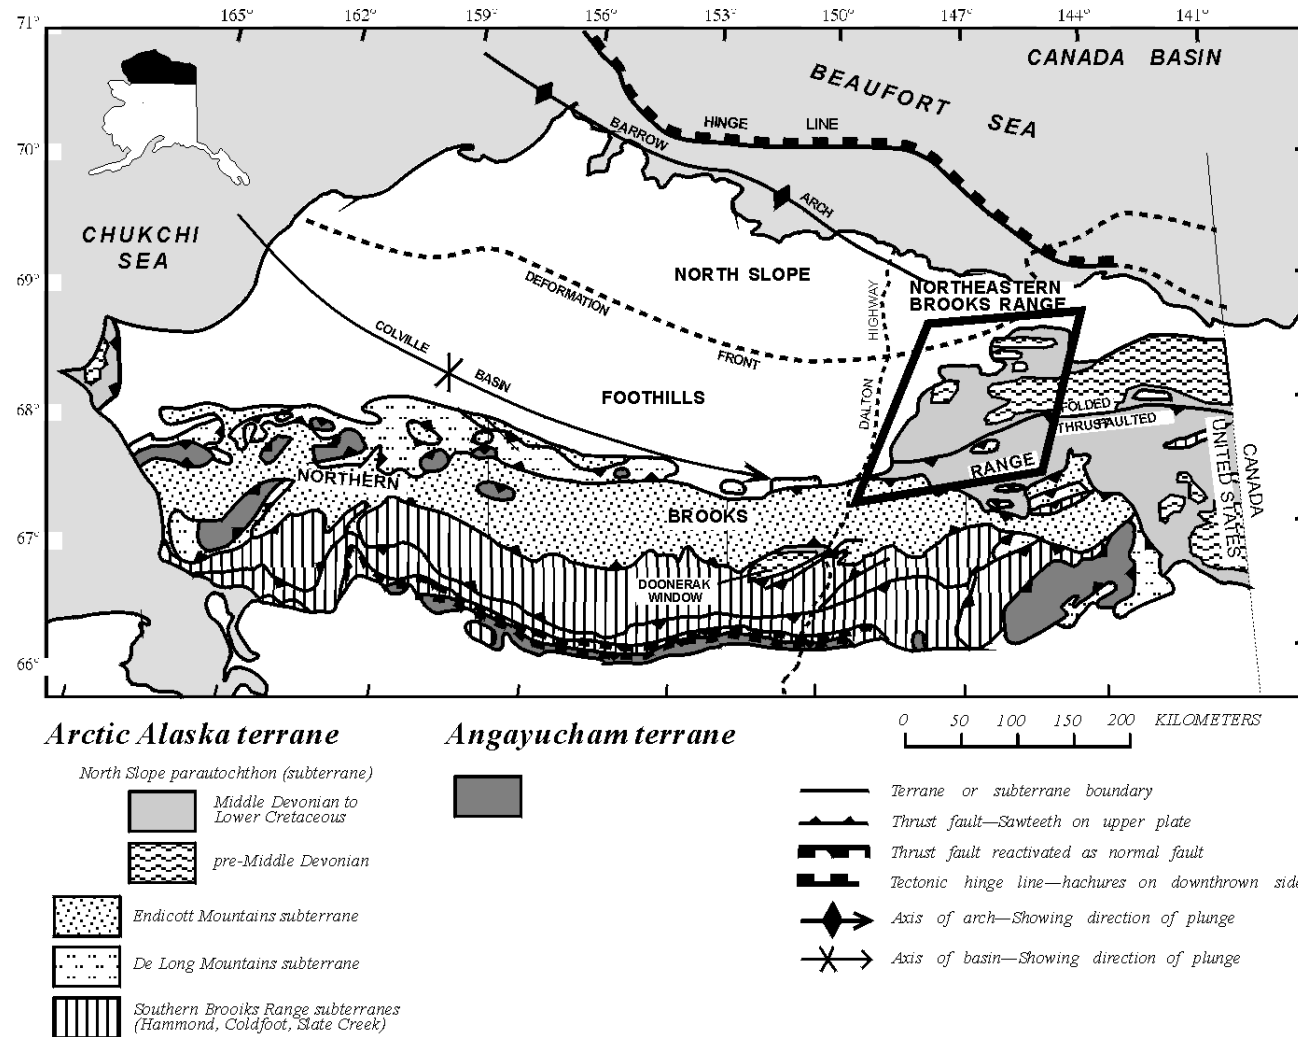 165° 162° 159° 156° 153° 150° 147° 144° 141°
71°
CANADA BASIN
BEAUFORT
SEA
HINGE LINE
BARROW
ARCH
70°
CHUKCHI
SEA
69°
NORTH SLOPE
DEFORMATION
FRONT
HIGHWAY
DALTON
NORTHEASTERN
BROOKS RANGE
COLVILLE
BASIN
FOOTHILLS
68°
FOLDED
THRUST-FAULTED
RANGE
NORTHERN
BROOKS
UNITED STATES
CANADA
67°
DOONERAK
WINDOW
66°
Arctic Alaska terrane
Angayucham terrane
0 50 100 150 200 KILOMETERS
North Slope parautochthon (subterrane)
Middle Devonian to
Lower Cretaceous
pre-Middle Devonian
Endicott Mountains subterrane
De Long Mountains subterrane
Southern Brooiks Range subterranes
(Hammond, Coldfoot, Slate Creek)
Terrane or subterrane boundary
Thrust fault—Sawteeth on upper plate
Thrust fault reactivated as normal fault
Tectonic hinge line—hachures on downthrown side
Axis of arch—Showing direction of plunge
Axis of basin—Showing direction of plunge